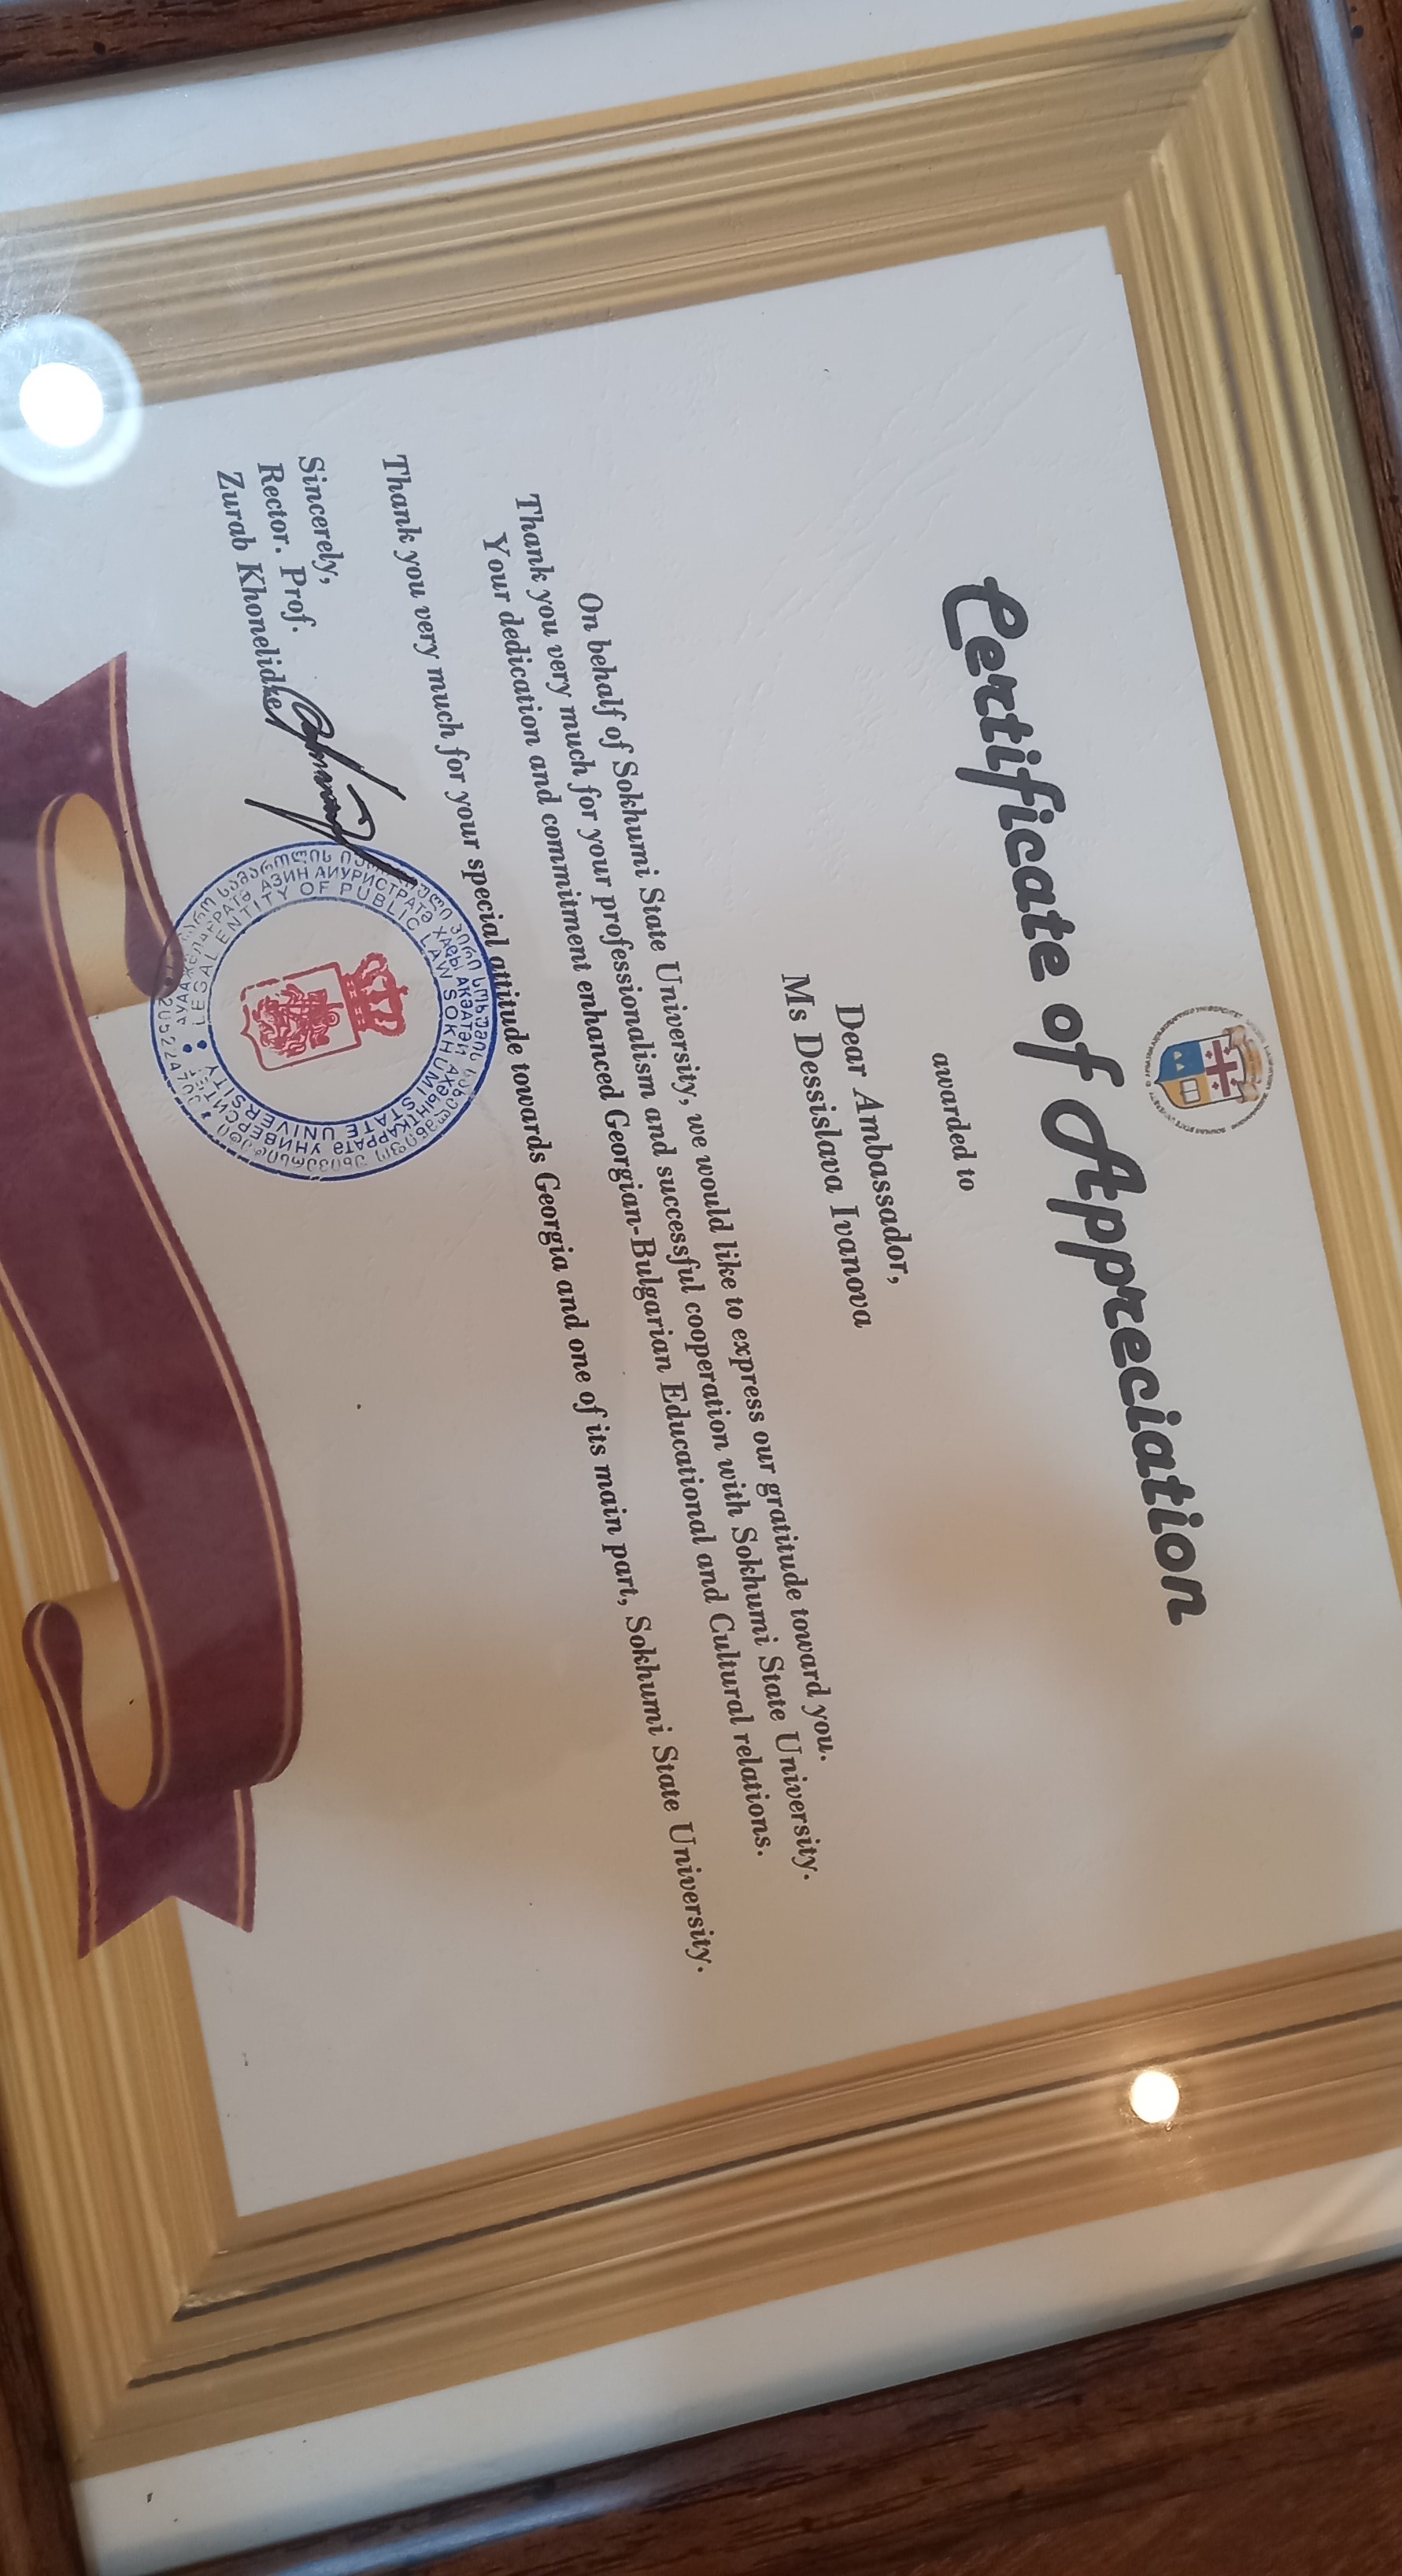 Certificate of Appreciation
awarded to
Dear Ambassador,
Ms Dessislava Ivanova
On behalf of Sokhumi State University, we would like to express our gratitude toward you.
Thank you very much for your professionalism and successful cooperation with Sokhumi State University.
Your dedication and commitment enhanced Georgian-Bulgarian Educational and Cultural relations.
Thank you very much for your special attitude towards Georgia and one of its main part, Sokhumi State University.
Sincerely,
Rector. Prof.
Zurab Khonelidze
LEGAL ENTITY OF PUBLIC LAW SOKHUMI STATE UNIVERSITY